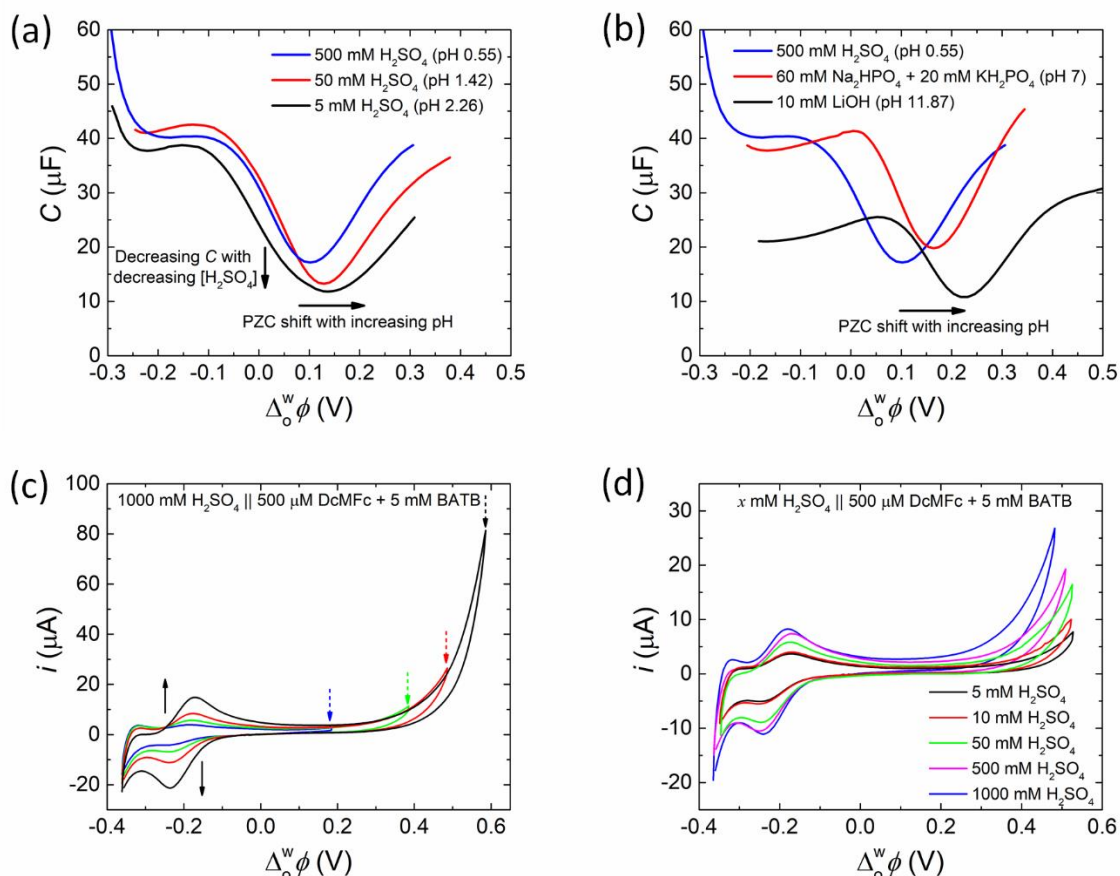 (a)
60
50
40
30
20
10
0
C (μF)
500 mM H₂SO₄ (pH 0.55)
50 mM H₂SO₄ (pH 1.42)
5 mM H₂SO₄ (pH 2.26)
Decreasing C with
decreasing [H₂SO₄]
PZC shift with increasing pH
-0.3 -0.2 -0.1 0.0 0.1 0.2 0.3 0.4 0.5
Δₒʷϕ (V)
(b)
60
50
40
30
20
10
0
C (μF)
500 mM H₂SO₄ (pH 0.55)
60 mM Na₂HPO₄ + 20 mM KH₂PO₄ (pH 7)
10 mM LiOH (pH 11.87)
PZC shift with increasing pH
-0.3 -0.2 -0.1 0.0 0.1 0.2 0.3 0.4 0.5
Δₒʷϕ (V)
(c)
100
80
60
40
20
0
-20
i (μA)
1000 mM H₂SO₄ || 500 μM DcMFc + 5 mM BATB
-0.4 -0.2 0.0 0.2 0.4 0.6
Δₒʷϕ (V)
(d)
35
30
20
10
0
-10
-20
-30
i (μA)
x mM H₂SO₄ || 500 μM DcMFc + 5 mM BATB
5 mM H₂SO₄
10 mM H₂SO₄
50 mM H₂SO₄
500 mM H₂SO₄
1000 mM H₂SO₄
-0.4 -0.2 0.0 0.2 0.4 0.6
Δₒʷϕ (V)